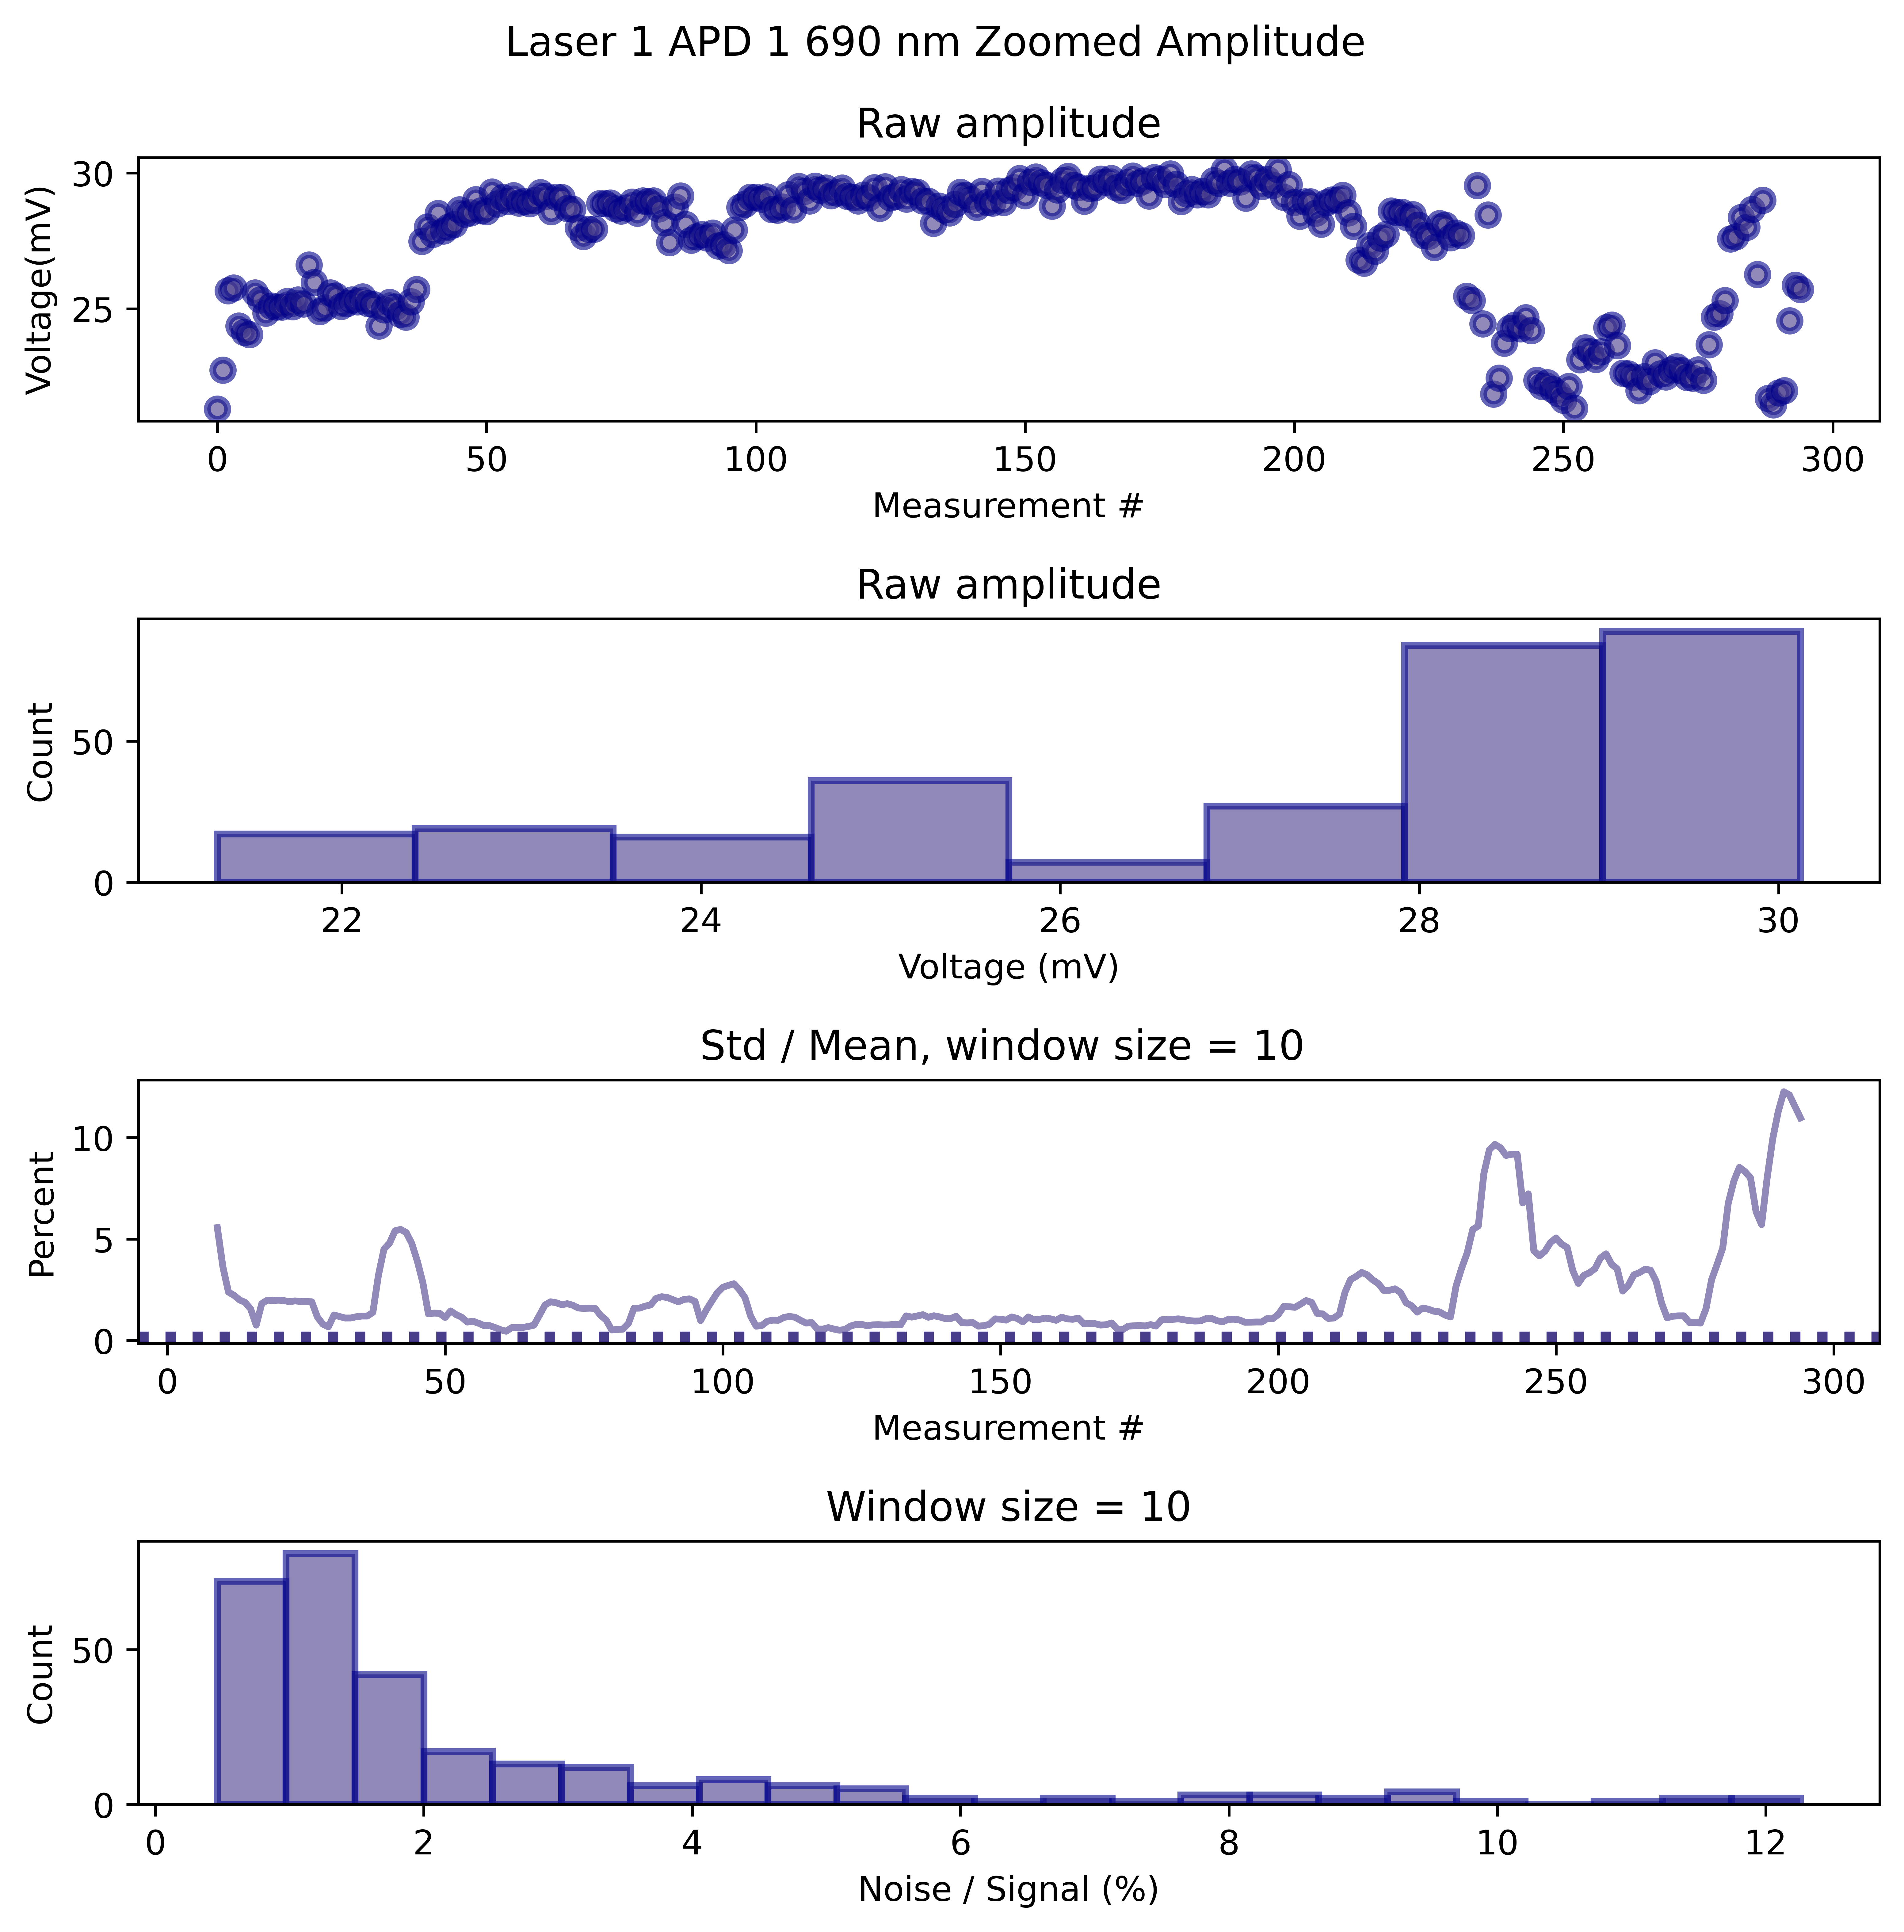 Laser 1 APD 1 690 nm Zoomed Amplitude
Raw amplitude
Voltage(mV)
30
25
0 50 100 150 200 250 300
Measurement #
Raw amplitude
Count
50
0
22 24 26 28 30
Voltage (mV)
Std / Mean, window size = 10
Percent
10
5
0
0 50 100 150 200 250 300
Measurement #
Window size = 10
Count
50
0
0 2 4 6 8 10 12
Noise / Signal (%)